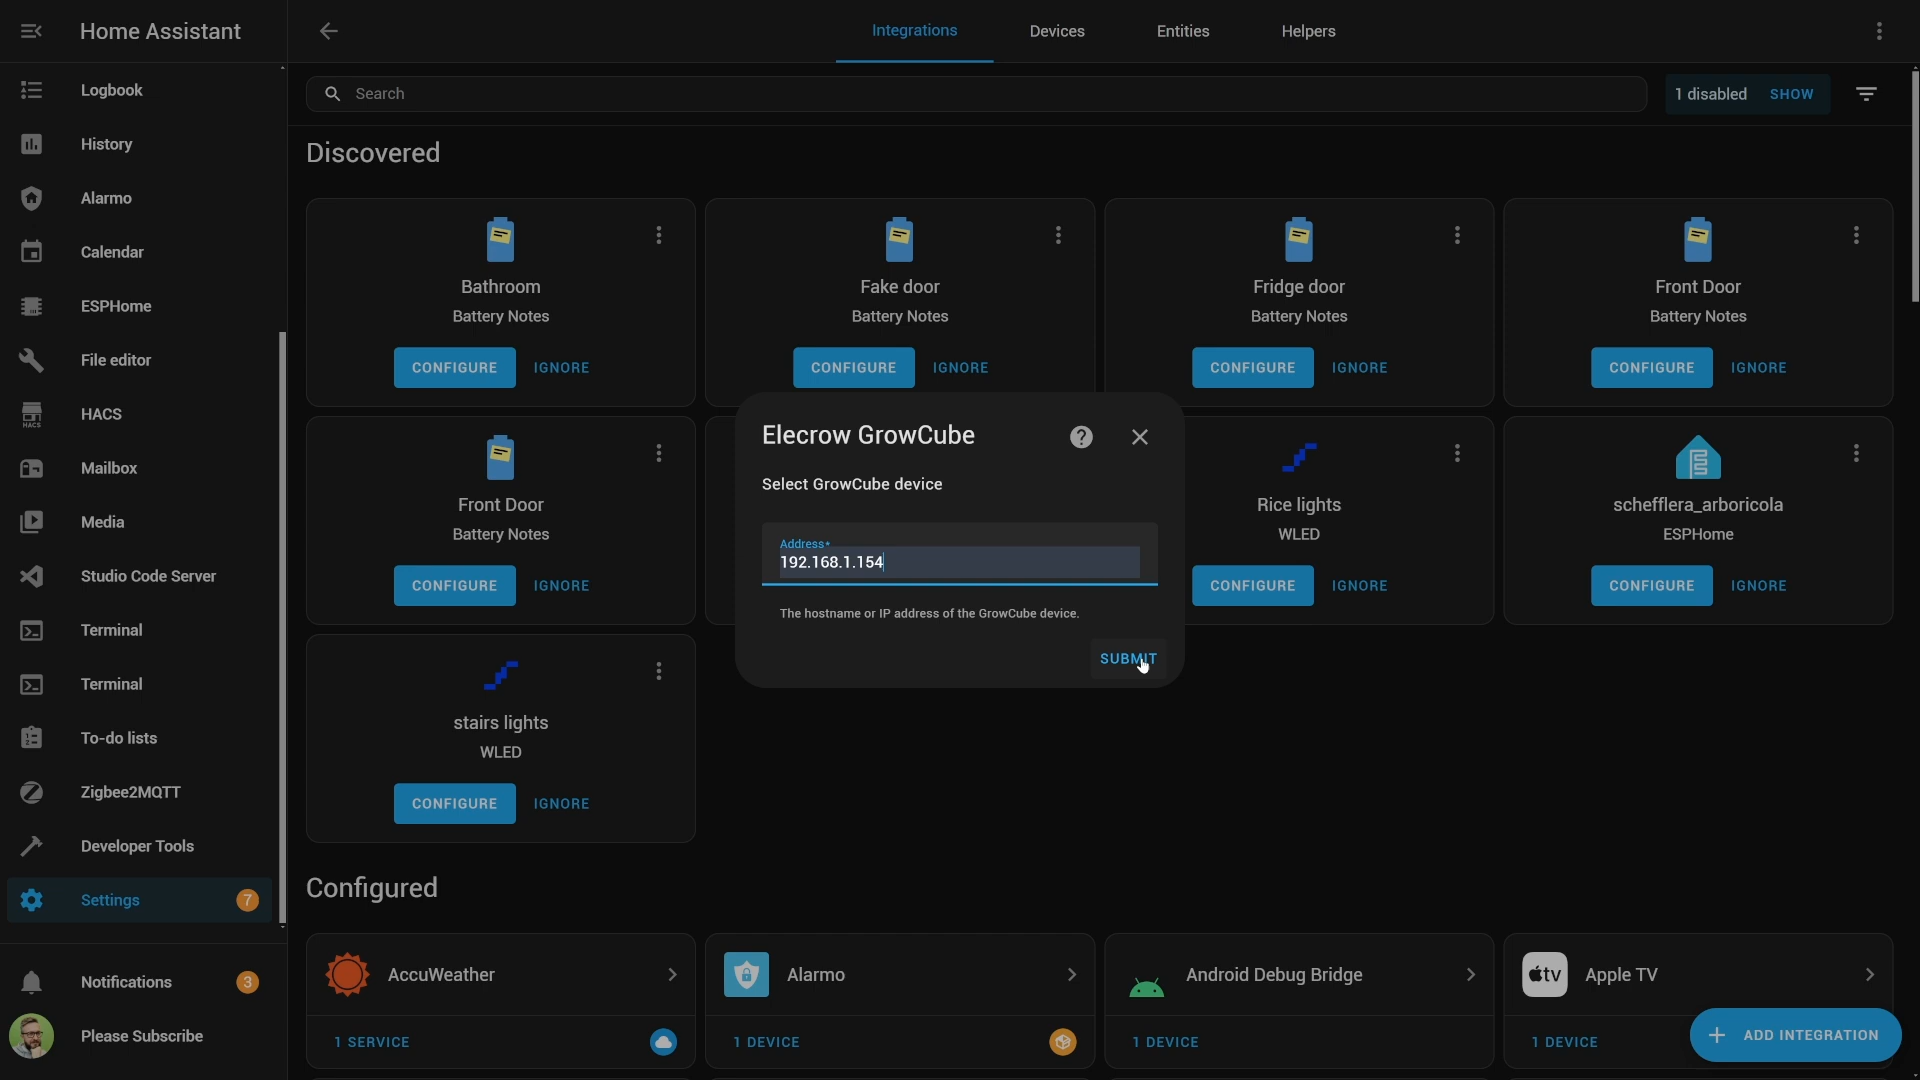 Home Assistant
Logbook
History
Alarmo
Calendar
ESPHome
File editor
HACS
HACS
Mailbox
Media
Studio Code Server
Terminal
Terminal
To-do lists
Zigbee2MQTT
Developer Tools
Settings
7
Notifications
3
Please Subscribe
Integrations
Devices
Entities
Helpers
Search
1 disabled
SHOW
Discovered
Bathroom
Battery Notes
CONFIGURE
IGNORE
Fake door
Battery Notes
CONFIGURE
IGNORE
Fridge door
Battery Notes
CONFIGURE
IGNORE
Front Door
Battery Notes
CONFIGURE
IGNORE
Front Door
Battery Notes
CONFIGURE
IGNORE
Elecrow GrowCube
Select GrowCube device
Address*
192.168.1.154
The hostname or IP address of the GrowCube device.
SUBMIT
Rice lights
WLED
CONFIGURE
IGNORE
schefflera_arboricola
ESPHome
CONFIGURE
IGNORE
stairs lights
WLED
CONFIGURE
IGNORE
Configured
AccuWeather
1 SERVICE
Alarmo
1 DEVICE
Android Debug Bridge
1 DEVICE
tv
Apple TV
1 DEVICE
ADD INTEGRATION